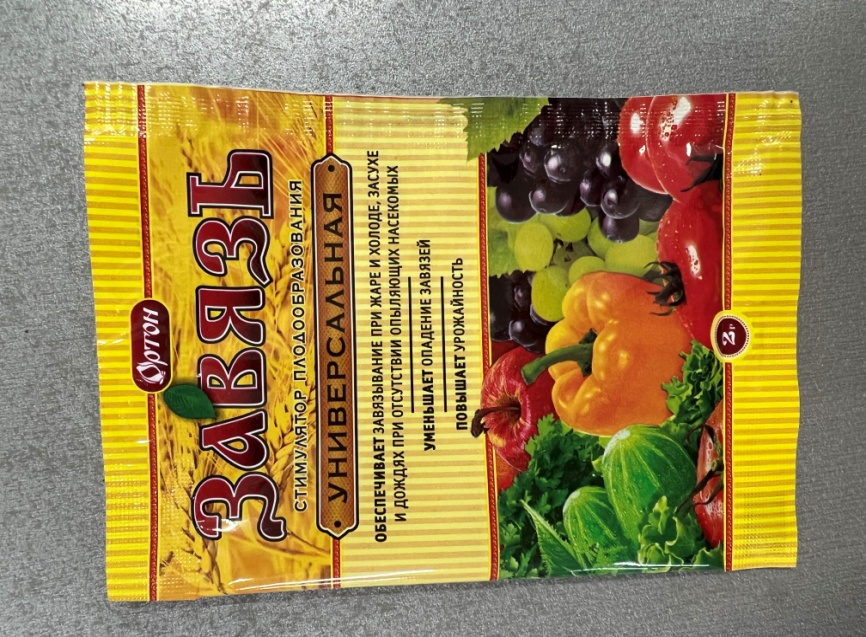 Ортон
ЗАВЯЗЬ
СТИМУЛЯТОР ПЛОДООБРАЗОВАНИЯ
УНИВЕРСАЛЬНАЯ
ОБЕСПЕЧИВАЕТ ЗАВЯЗЫВАНИЕ ПРИ ЖАРЕ И ХОЛОДЕ, ЗАСУХЕ
И ДОЖДЯХ ПРИ ОТСУТСТВИИ ОПЫЛЯЮЩИХ НАСЕКОМЫХ
УМЕНЬШАЕТ ОПАДЕНИЕ ЗАВЯЗЕЙ
ПОВЫШАЕТ УРОЖАЙНОСТЬ
2 г